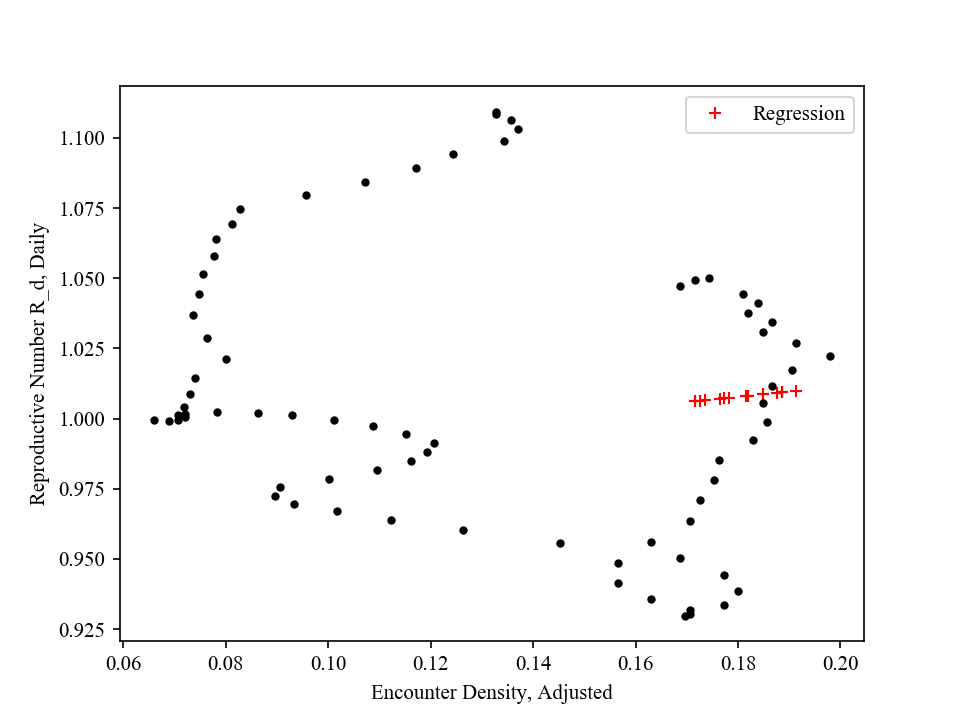 Regression
1.100
1.075
1.050
1.025
1.000
0.975
0.950
0.925
Reproductive Number R_d, Daily
0.06 0.08 0.10 0.12 0.14 0.16 0.18 0.20
Encounter Density, Adjusted